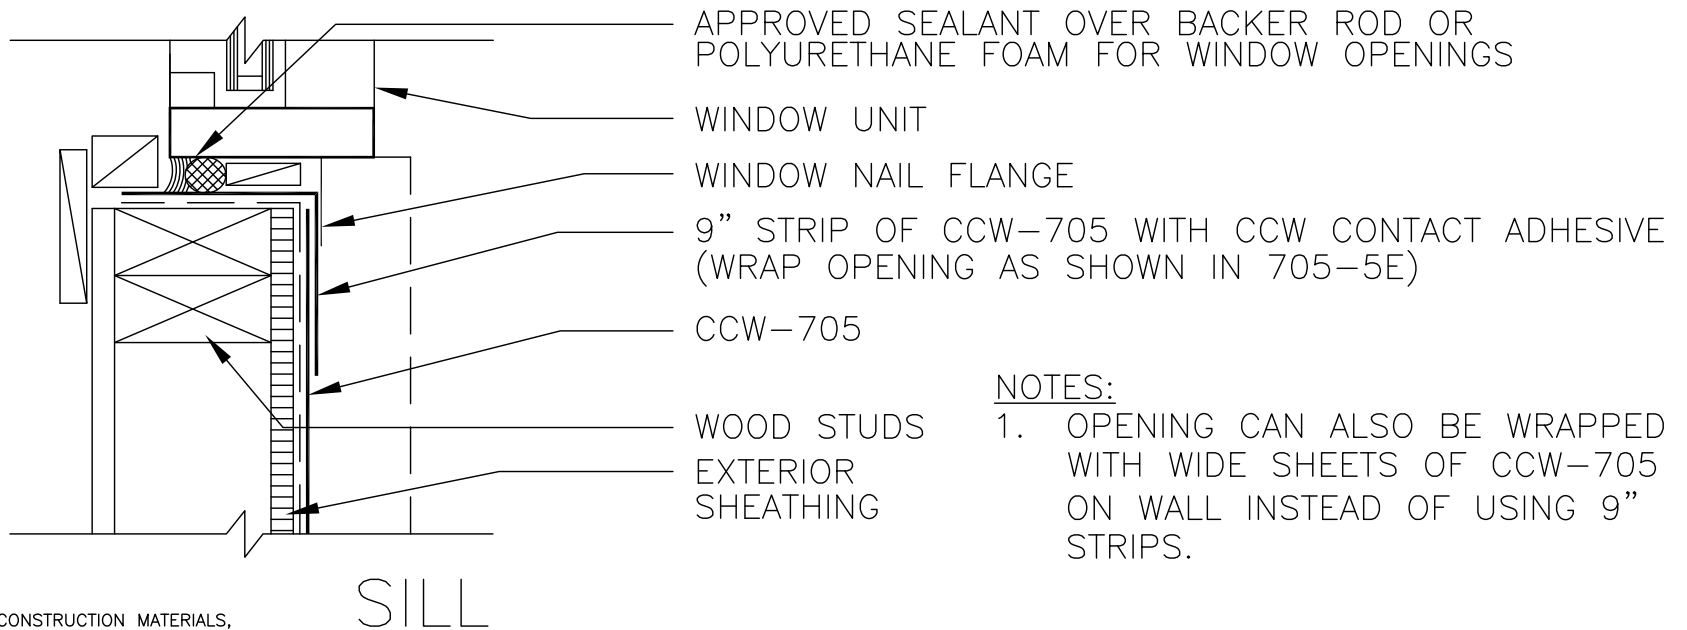 APPROVED SEALANT OVER BACKER ROD OR
POLYURETHANE FOAM FOR WINDOW OPENINGS
WINDOW UNIT
WINDOW NAIL FLANGE
9" STRIP OF CCW-705 WITH CCW CONTACT ADHESIVE
(WRAP OPENING AS SHOWN IN 705-5E)
CCW-705
WOOD STUDS
EXTERIOR
SHEATHING
NOTES:
1. OPENING CAN ALSO BE WRAPPED
WITH WIDE SHEETS OF CCW-705
ON WALL INSTEAD OF USING 9"
STRIPS.
SILL
CONSTRUCTION MATERIALS,